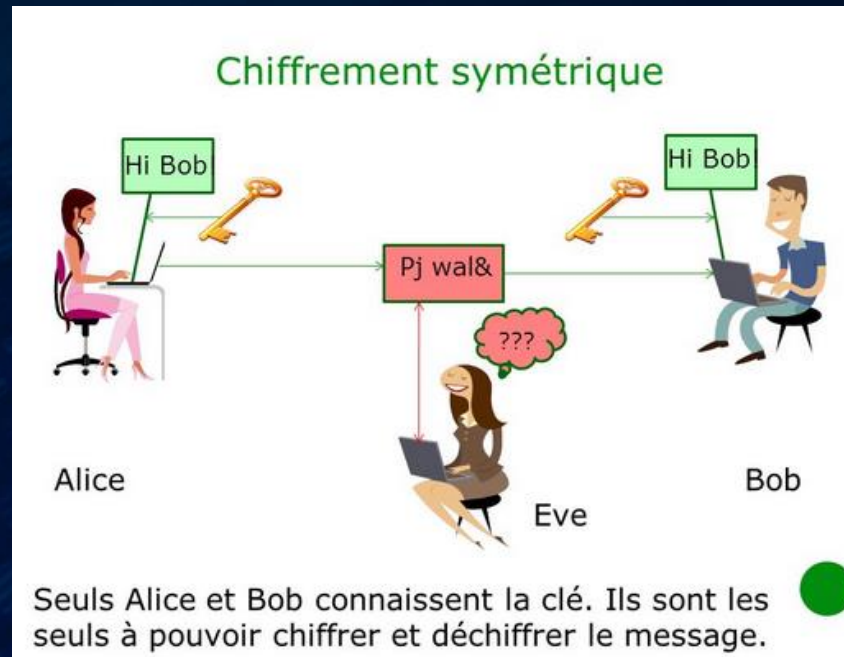 Chiffrement symétrique
Hi Bob!
Hi Bob!
Pj wal&
???
Alice
Eve
Bob
Seuls Alice et Bob connaissent la clé. Ils sont les
seuls à pouvoir chiffrer et déchiffrer le message.